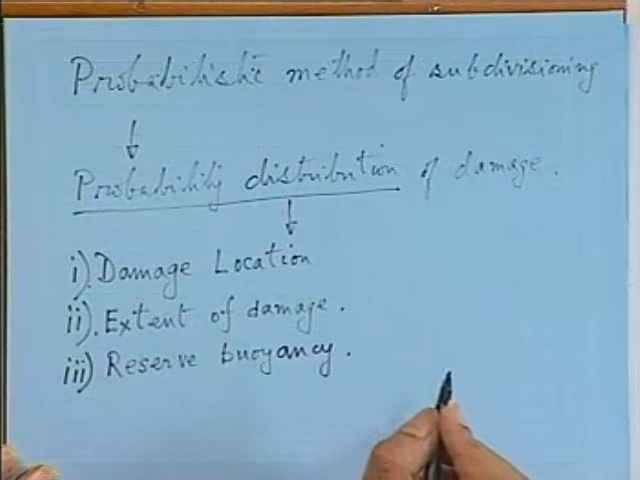 Probabilistic method of subdivisioning
Probability distribution of damage.
i). Damage Location
ii). Extent of damage.
iii) Reserve buoyancy.